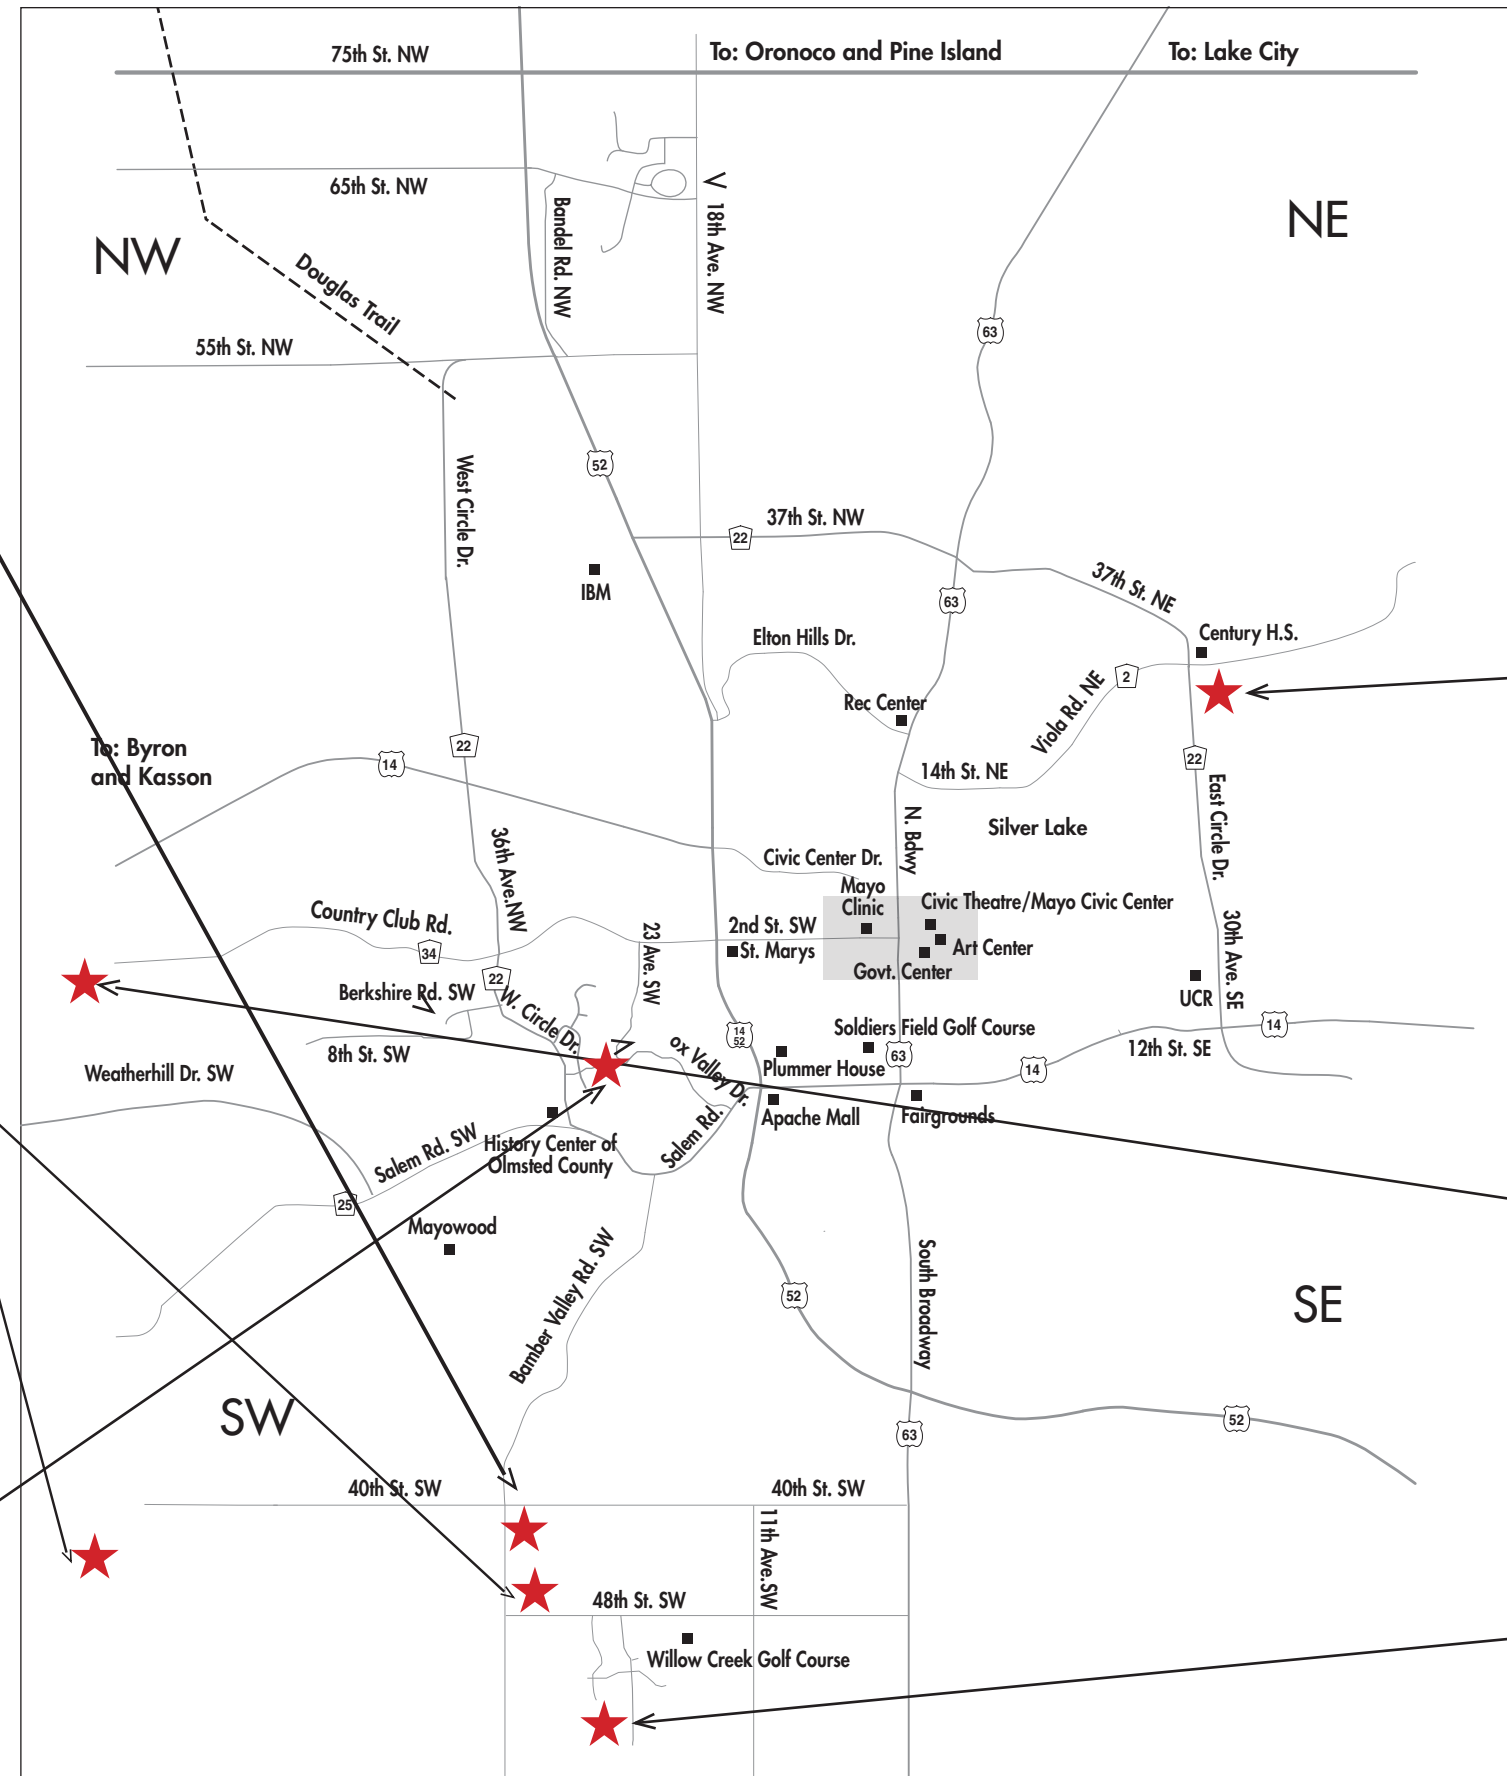 75th St. NW
To: Oronoco and Pine Island
To: Lake City
65th St. NW
Bandel Rd. NW
18th Ave. NW
NE
NW
Douglas Trail
63
55th St. NW
52
West Circle Dr.
37th St. NW
22
IBM
37th St. NE
63
Century H.S.
Elton Hills Dr.
2
Viola Rd. NE
Rec Center
To: Byron
and Kasson
22
14
22
14th St. NE
East Circle Dr.
N. Bdwy
Silver Lake
36th Ave.NW
Civic Center Dr.
Mayo
Clinic
Civic Theatre/Mayo Civic Center
Country Club Rd.
34
23 Ave. SW
2nd St. SW
St. Marys
Art Center
Govt. Center
30th Ave. SE
22
Berkshire Rd. SW
W. Circle Dr.
UCR
14
52
Soldiers Field Golf Course
14
8th St. SW
ox Valley Dr.
63
12th St. SE
Weatherhill Dr. SW
Plummer House
14
Apache Mall
Fairgrounds
Salem Rd. SW
History Center of
Olmsted County
Salem Rd.
25
Mayowood
Bamber Valley Rd. SW
South Broadway
52
SE
SW
52
63
40th St. SW
40th St. SW
11th Ave.SW
48th St. SW
Willow Creek Golf Course